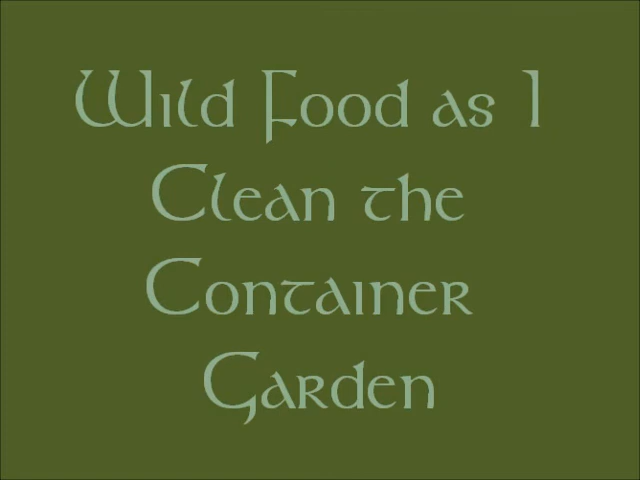 Wild Food as I
Clean the
Container
Garden